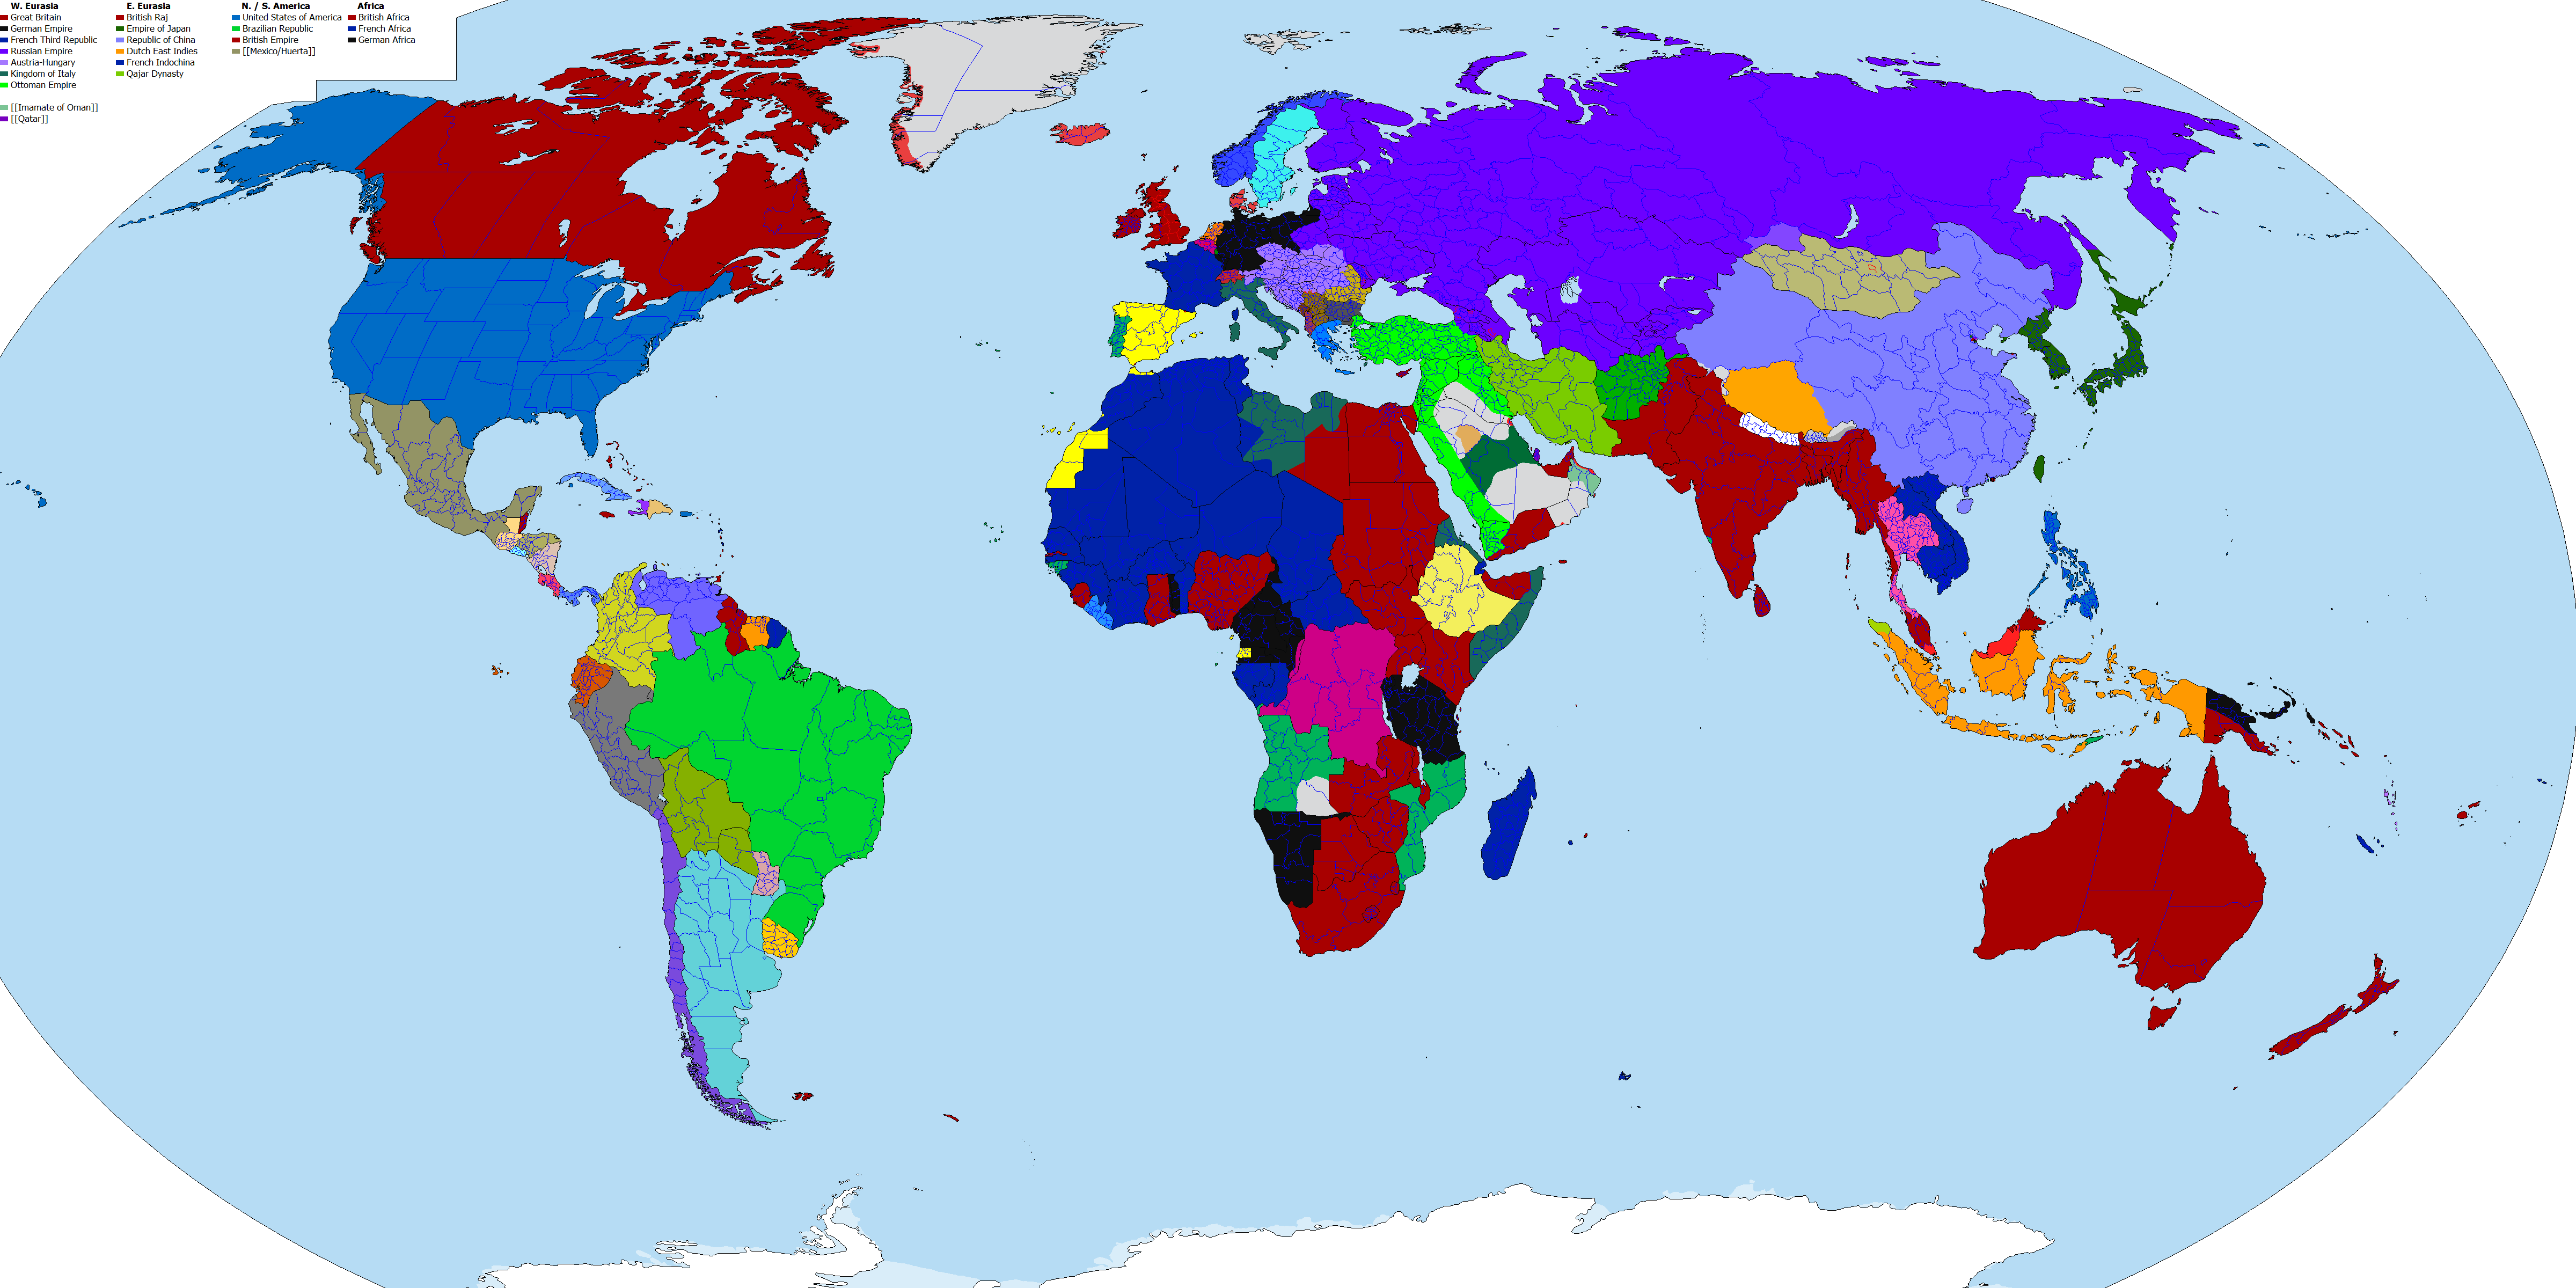 W. Eurasia
Great Britain
German Empire
French Third Republic
Russian Empire
Austria-Hungary
Kingdom of Italy
Ottoman Empire
[[Imamate of Oman]]
[[Qatar]]
E. Eurasia
British Raj
Empire of Japan
Republic of China
Dutch East Indies
French Indochina
Qajar Dynasty
N. / S. America
United States of America
Brazilian Republic
British Empire
[[Mexico/Huerta]]
Africa
British Africa
French Africa
German Africa